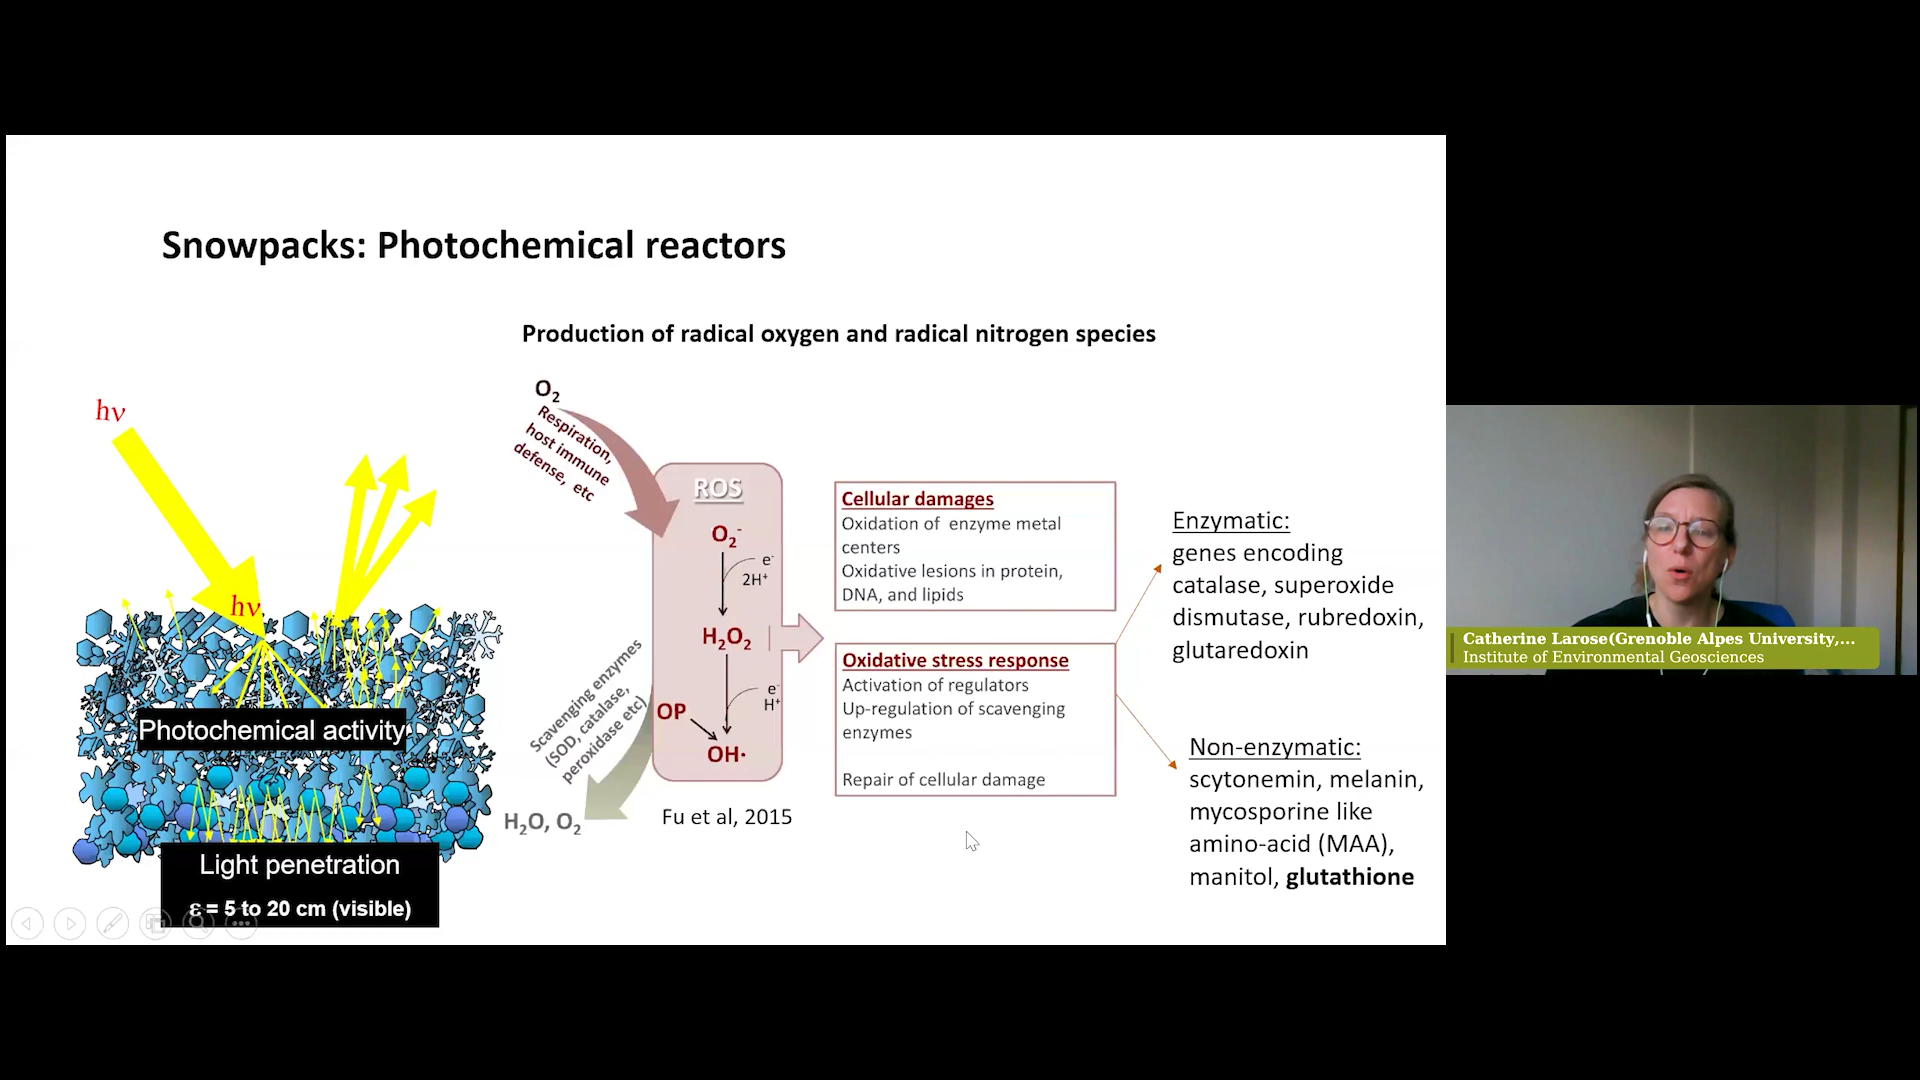 Snowpacks: Photochemical reactors
Production of radical oxygen and radical nitrogen species
hν
hν
Photochemical activity
Light penetration
ε = 5 to 20 cm (visible)
O₂
Respiration,
host immune
defense, etc
ROS
O₂⁻
e⁻
2H⁺
H₂O₂
e⁻
H⁺
OP
OH·
Scavenging enzymes
(SOD, catalase,
peroxidase etc)
H₂O, O₂
Fu et al, 2015
Cellular damages
Oxidation of enzyme metal
centers
Oxidative lesions in protein,
DNA, and lipids
Oxidative stress response
Activation of regulators
Up-regulation of scavenging
enzymes
Repair of cellular damage
Enzymatic:
genes encoding
catalase, superoxide
dismutase, rubredoxin,
glutaredoxin
Non-enzymatic:
scytonemin, melanin,
mycosporine like
amino-acid (MAA),
manitol, glutathione
Catherine Larose(Grenoble Alpes University,...
Institute of Environmental Geosciences